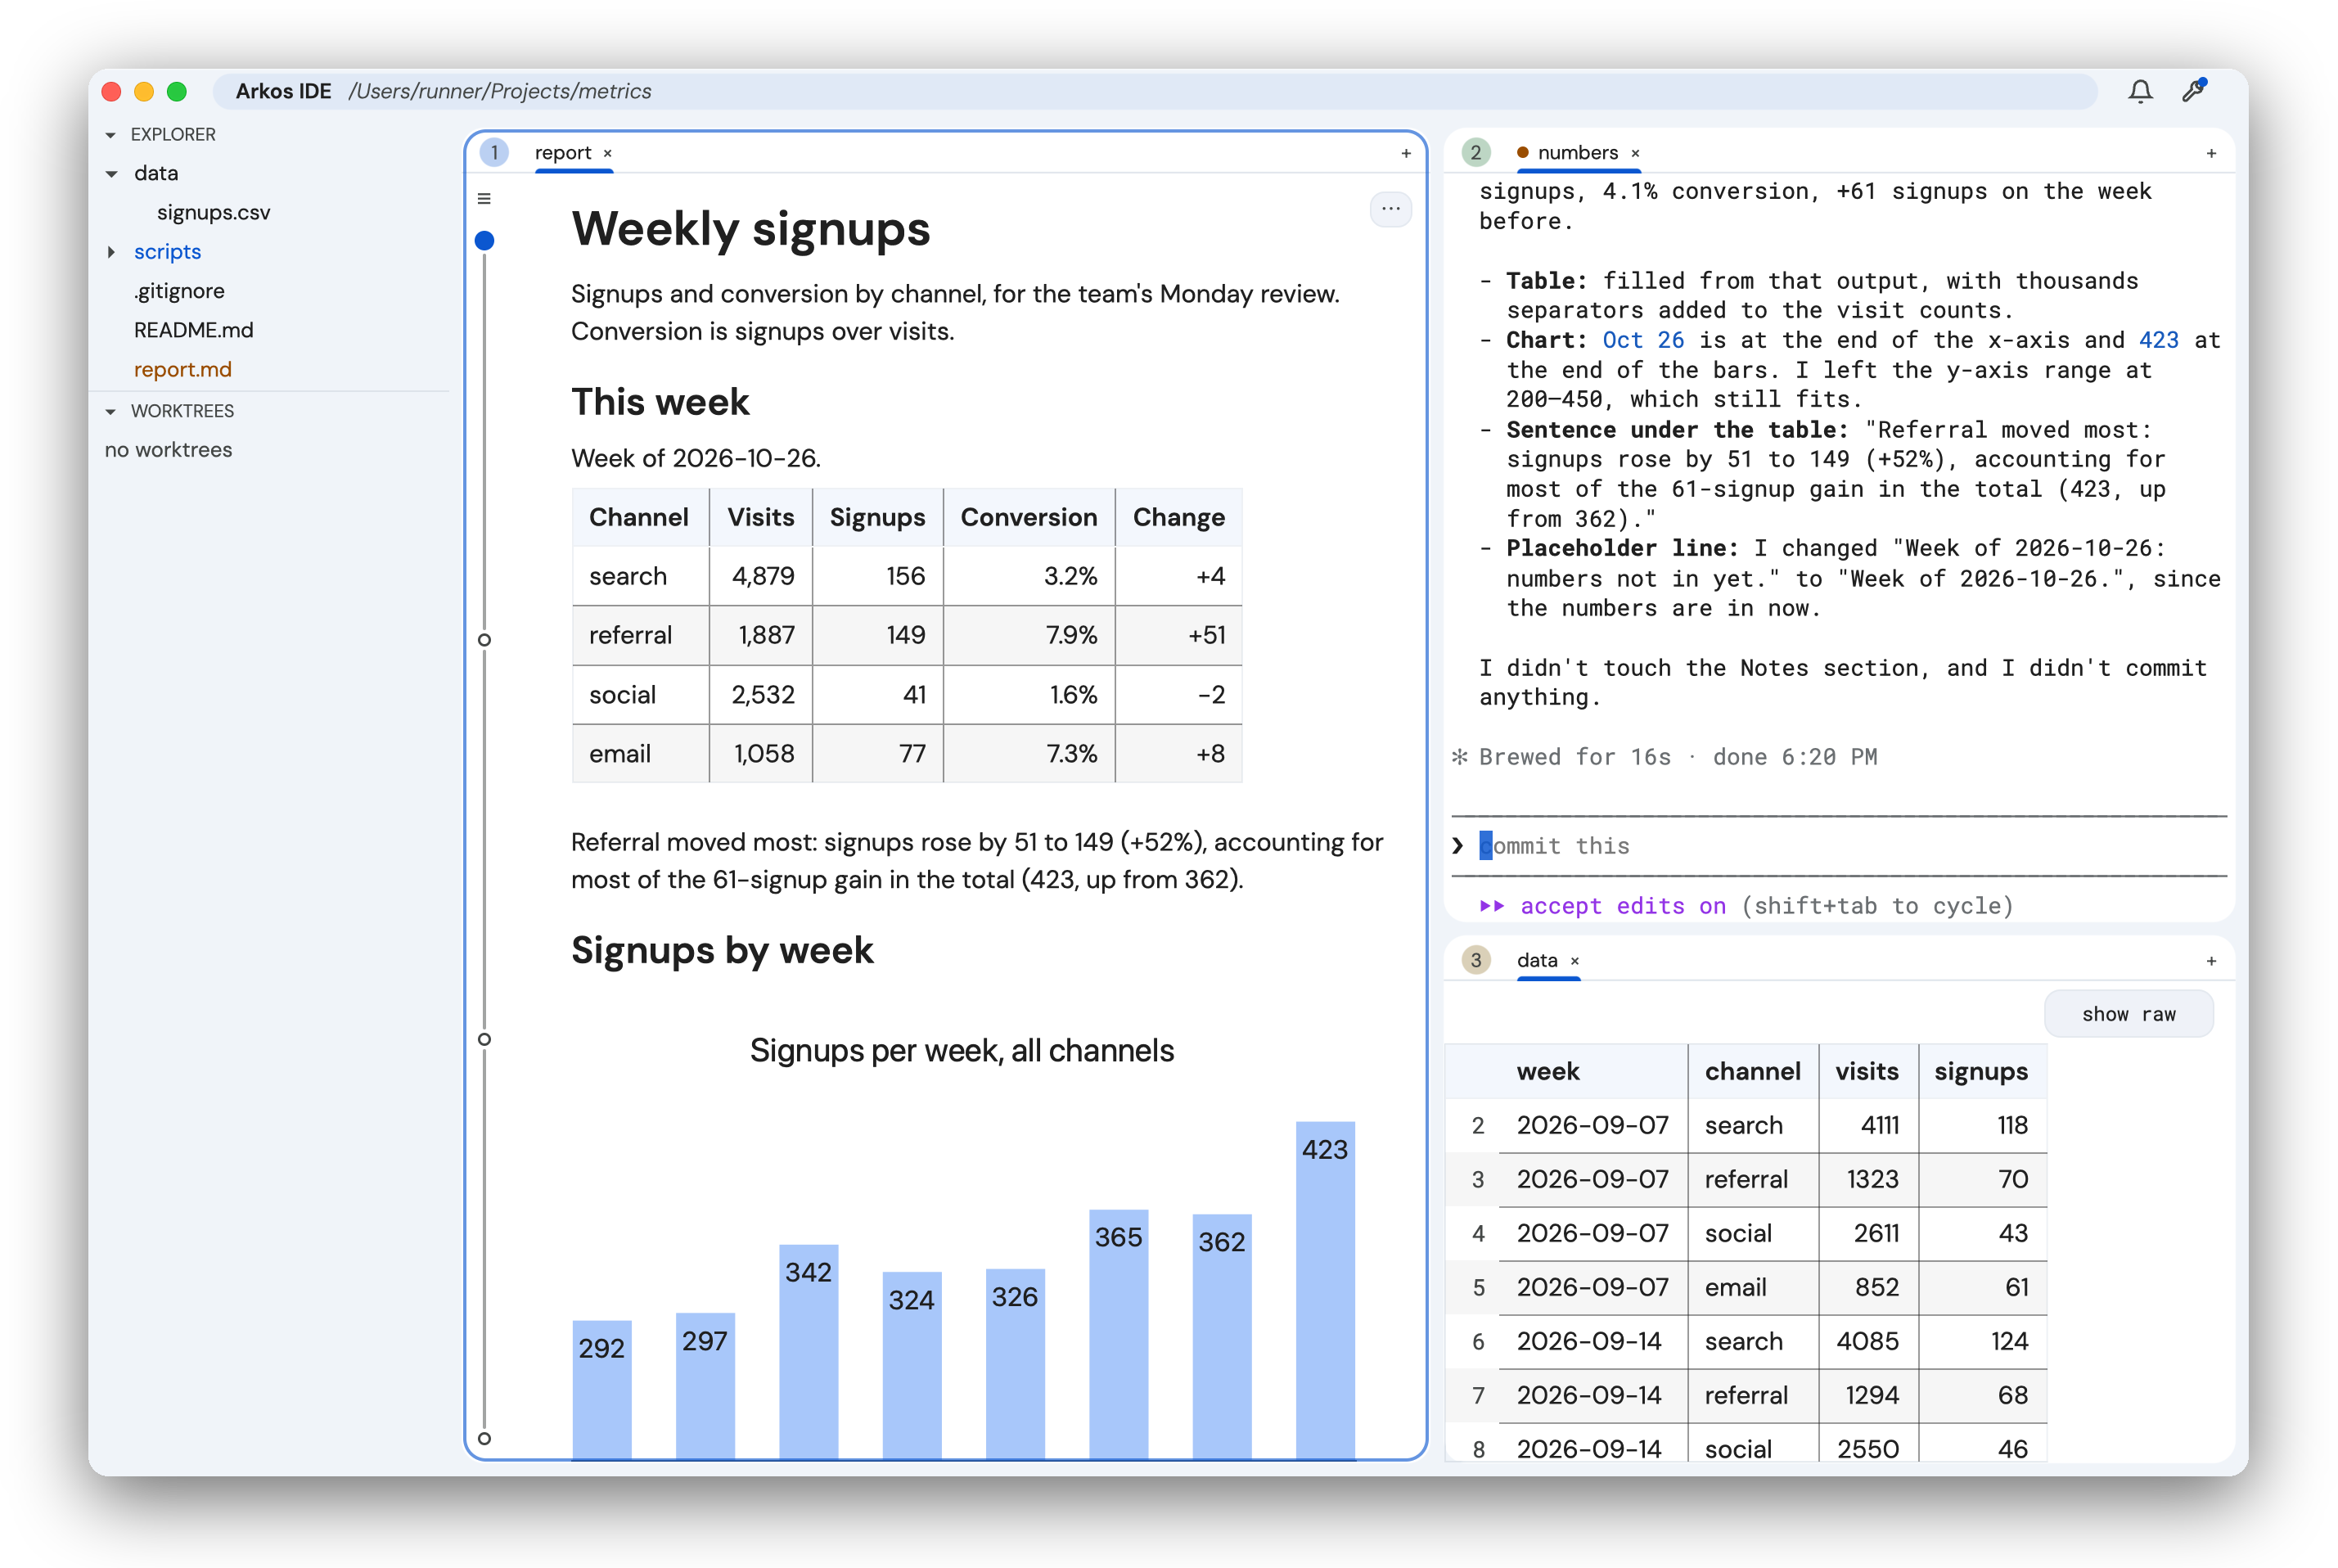 Arkos IDE /Users/runner/Projects/metrics
EXPLORER
data
signups.csv
scripts
.gitignore
README.md
report.md
WORKTREES
no worktrees
1 report × +
Weekly signups
Signups and conversion by channel, for the team's Monday review.
Conversion is signups over visits.
This week
Week of 2026-10-26.
Channel Visits Signups Conversion Change
search 4,879 156 3.2% +4
referral 1,887 149 7.9% +51
social 2,532 41 1.6% -2
email 1,058 77 7.3% +8
Referral moved most: signups rose by 51 to 149 (+52%), accounting for
most of the 61-signup gain in the total (423, up from 362).
Signups by week
Signups per week, all channels
292 297 342 324 326 365 362 423
2 numbers × +
signups, 4.1% conversion, +61 signups on the week
before.
- Table: filled from that output, with thousands
separators added to the visit counts.
- Chart: Oct 26 is at the end of the x-axis and 423 at
the end of the bars. I left the y-axis range at
200–450, which still fits.
- Sentence under the table: "Referral moved most:
signups rose by 51 to 149 (+52%), accounting for
most of the 61-signup gain in the total (423, up
from 362)."
- Placeholder line: I changed "Week of 2026-10-26:
numbers not in yet." to "Week of 2026-10-26.", since
the numbers are in now.
I didn't touch the Notes section, and I didn't commit
anything.
✻ Brewed for 16s · done 6:20 PM
❯ commit this
⏵⏵ accept edits on (shift+tab to cycle)
3 data × +
show raw
week channel visits signups
2 2026-09-07 search 4111 118
3 2026-09-07 referral 1323 70
4 2026-09-07 social 2611 43
5 2026-09-07 email 852 61
6 2026-09-14 search 4085 124
7 2026-09-14 referral 1294 68
8 2026-09-14 social 2550 46